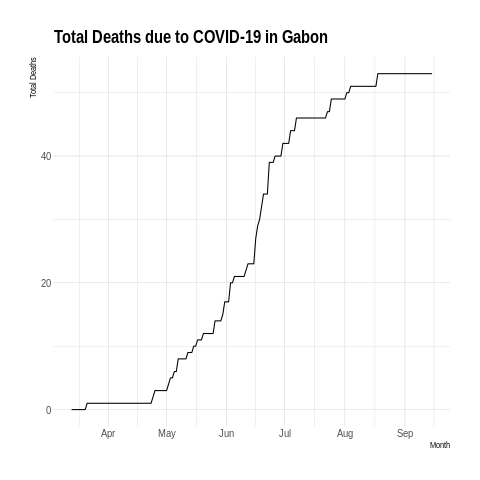 Total Deaths due to COVID-19 in Gabon
Total Deaths
40
20
0
Apr May Jun Jul Aug Sep
Month